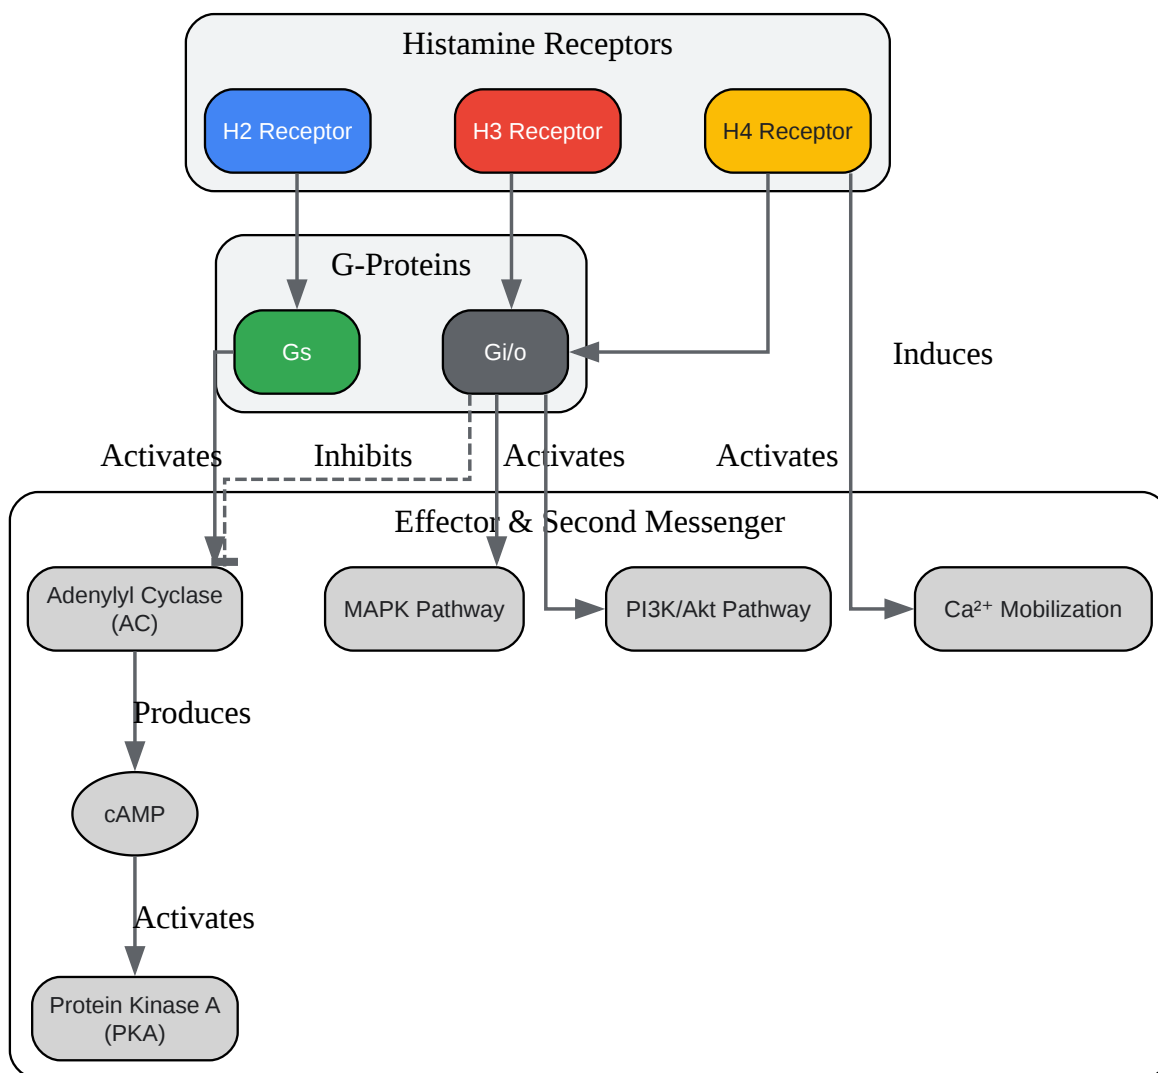 Histamine Receptors
H2 Receptor
H3 Receptor
H4 Receptor
G-Proteins
Gs
Gi/o
Induces
Activates
Inhibits
Activates
Activates
Effector & Second Messenger
Adenylyl Cyclase
(AC)
MAPK Pathway
PI3K/Akt Pathway
Ca²⁺ Mobilization
Produces
cAMP
Activates
Protein Kinase A
(PKA)